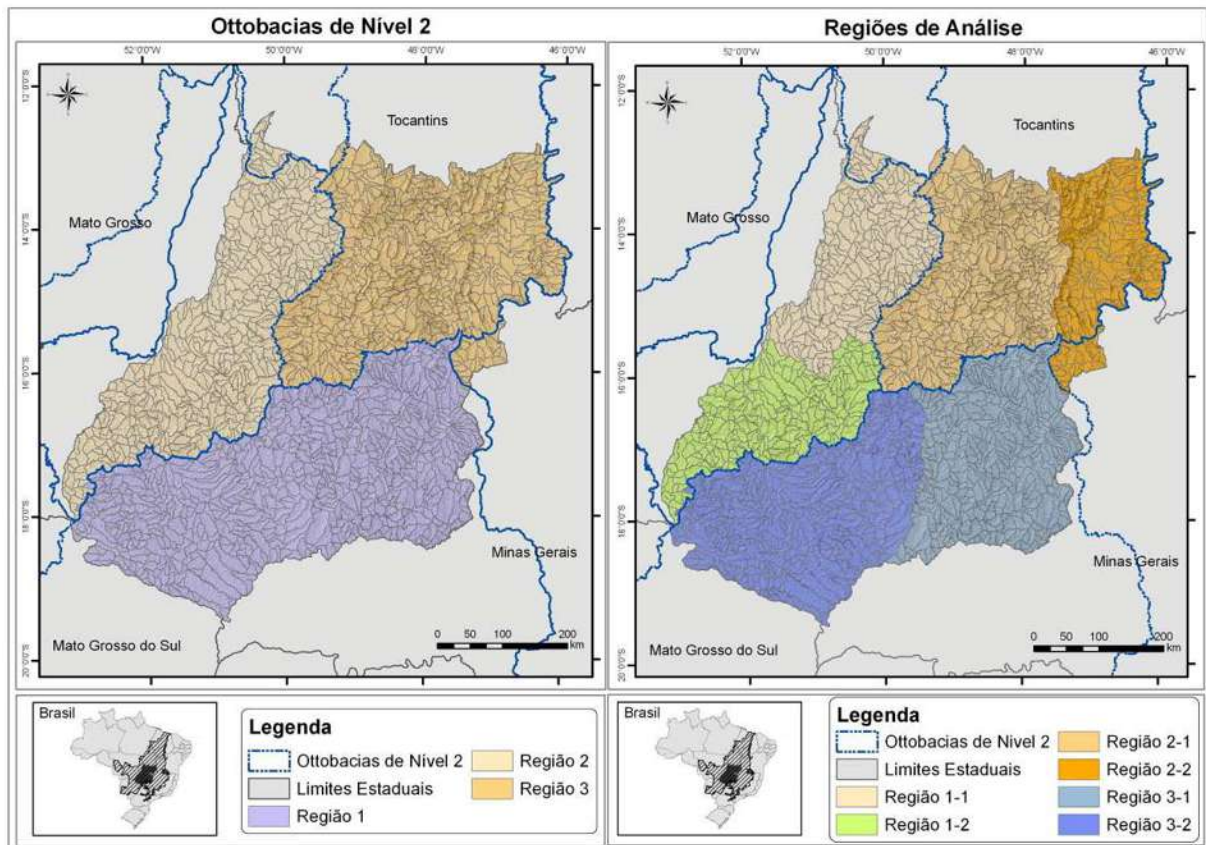 Ottobacias de Nível 2
52°0'0"W 50°0'0"W 48°0'0"W 46°0'0"W
12°0'0"S
14°0'0"S
16°0'0"S
18°0'0"S
20°0'0"S
Tocantins
Mato Grosso
Minas Gerais
Mato Grosso do Sul
0 50 100 200
km
Brasil
Legenda
Ottobacias de Nível 2
Limites Estaduais
Região 1
Região 2
Região 3
Regiões de Análise
52°0'0"W 50°0'0"W 48°0'0"W 46°0'0"W
12°0'0"S
14°0'0"S
16°0'0"S
18°0'0"S
20°0'0"S
Tocantins
Mato Grosso
Minas Gerais
Mato Grosso do Sul
0 50 100 200
km
Brasil
Legenda
Ottobacias de Nível 2
Limites Estaduais
Região 1-1
Região 1-2
Região 2-1
Região 2-2
Região 3-1
Região 3-2